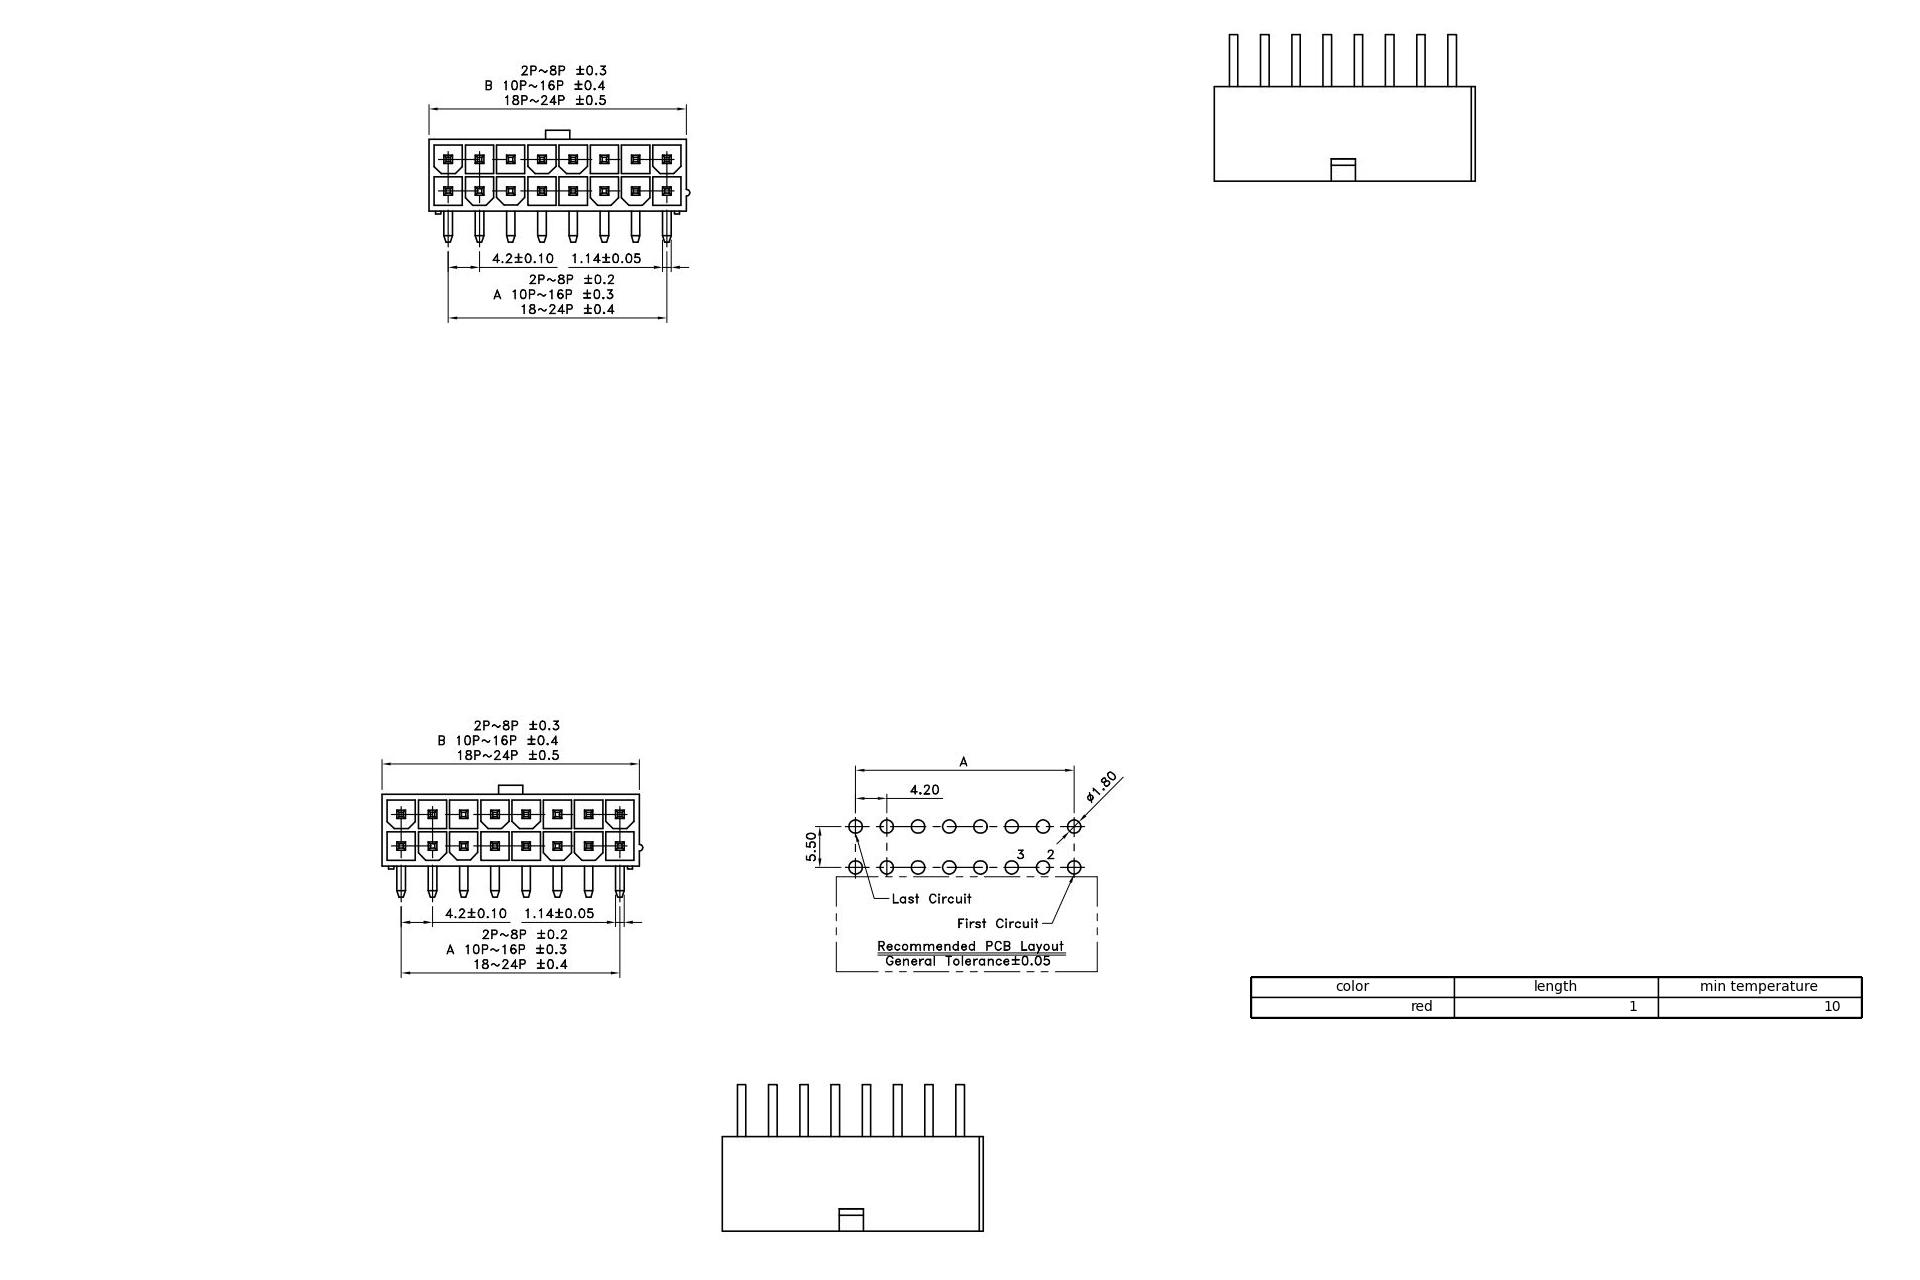 2P~8P ±0.3
B 10P~16P ±0.4
18P~24P ±0.5
4.2±0.10 1.14±0.05
2P~8P ±0.2
A 10P~16P ±0.3
18~24P ±0.4
2P~8P ±0.3
B 10P~16P ±0.4
18P~24P ±0.5
4.2±0.10 1.14±0.05
2P~8P ±0.2
A 10P~16P ±0.3
18~24P ±0.4
A
4.20
ø1.80
5.50
3 2
Last Circuit
First Circuit
Recommended PCB Layout
General Tolerance±0.05
color length min temperature
red 1 10